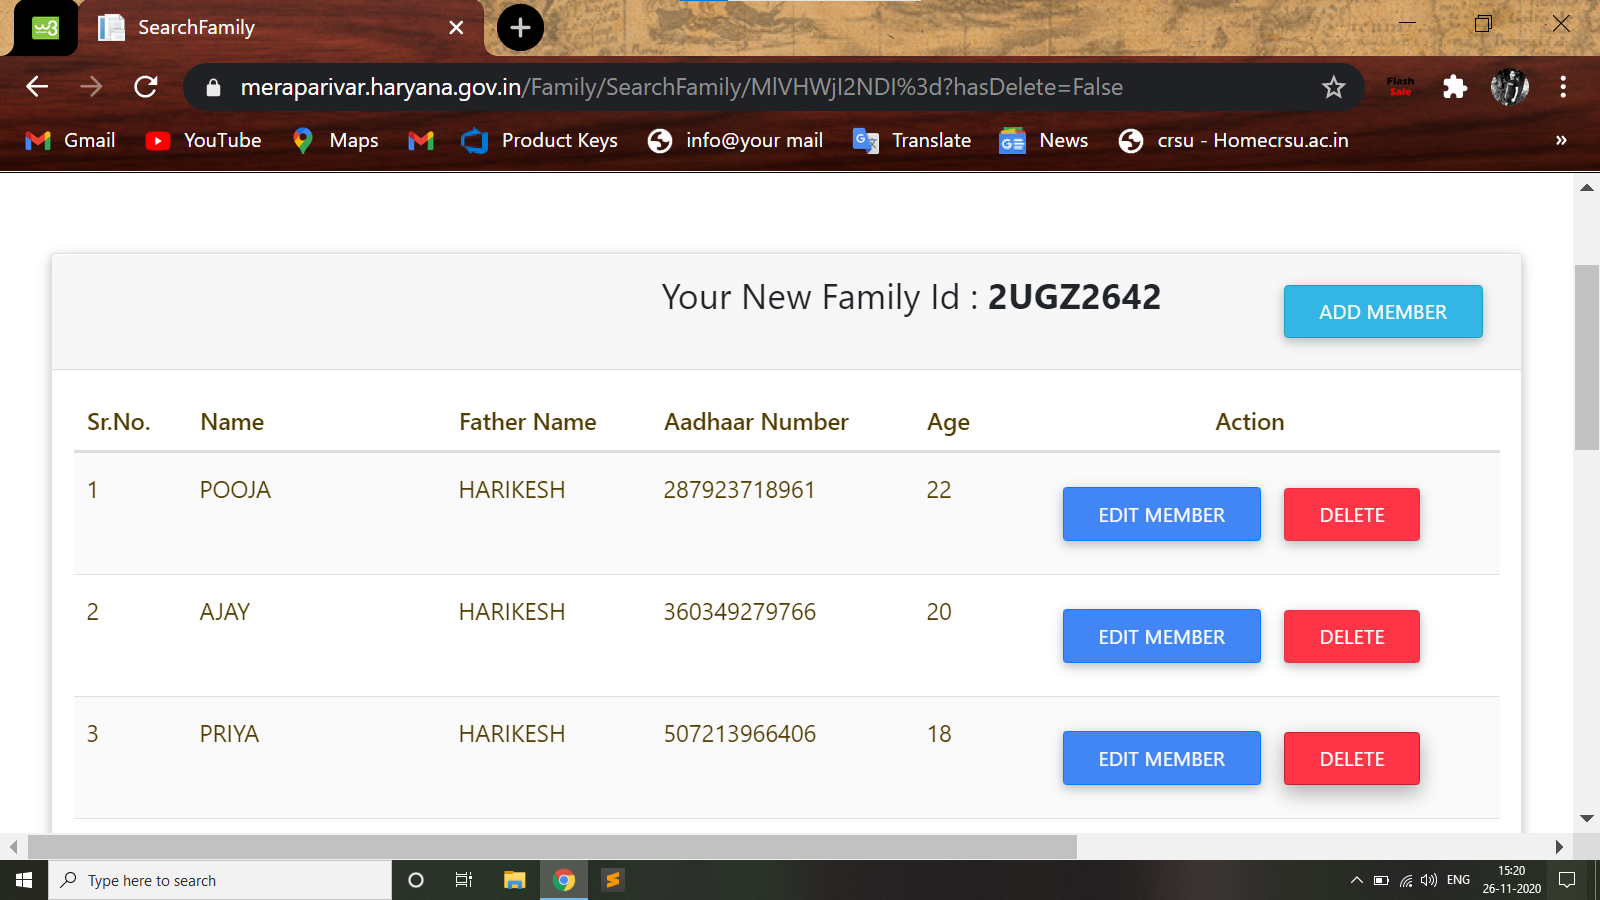 SearchFamily
meraparivar.haryana.gov.in/Family/SearchFamily/MlVHWjI2NDI%3d?hasDelete=False
Flash
Sale
Gmail YouTube Maps Product Keys info@your mail Translate News crsu - Homecrsu.ac.in »
Your New Family Id : 2UGZ2642
ADD MEMBER
Sr.No. Name Father Name Aadhaar Number Age Action
1 POOJA HARIKESH 287923718961 22 EDIT MEMBER DELETE
2 AJAY HARIKESH 360349279766 20 EDIT MEMBER DELETE
3 PRIYA HARIKESH 507213966406 18 EDIT MEMBER DELETE
Type here to search
ENG
15:20
26-11-2020